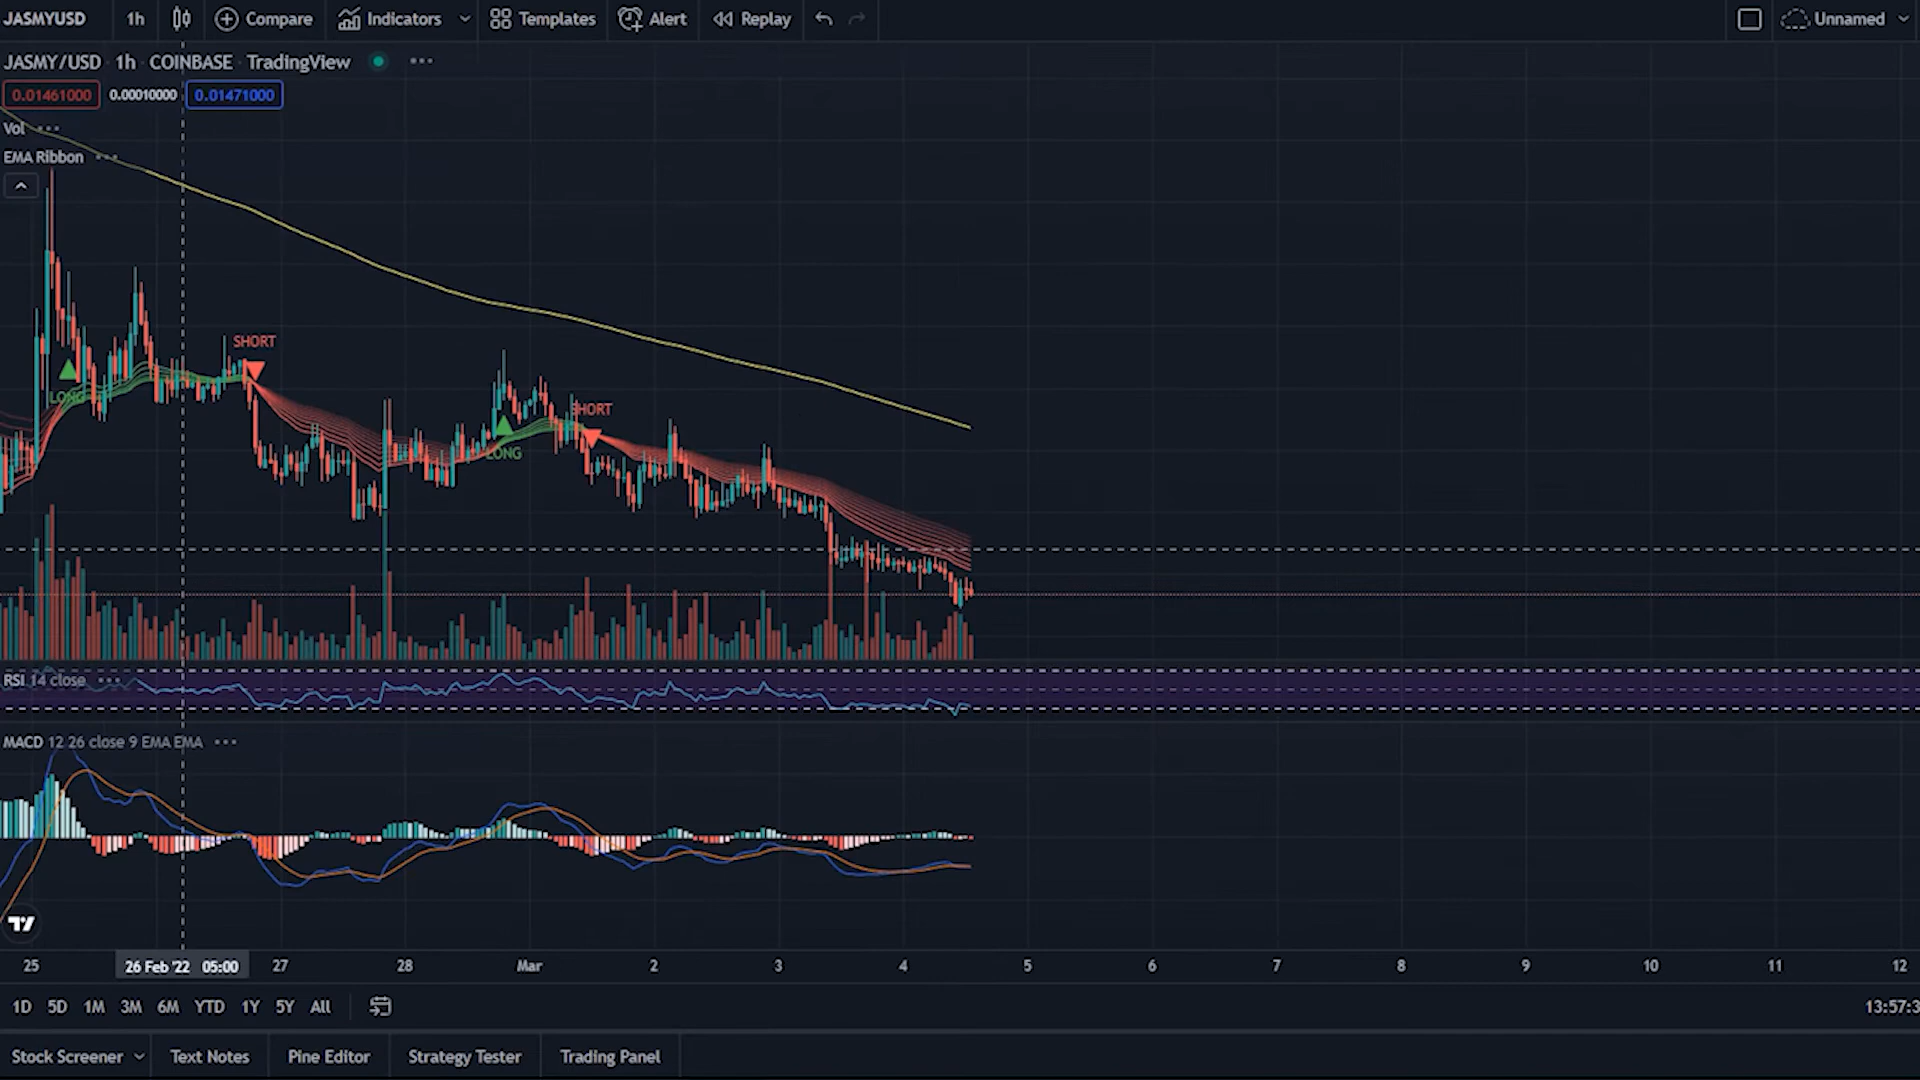 JASMYUSD 1h Compare Indicators Templates Alert Replay Unnamed
JASMY/USD · 1h · COINBASE · TradingView
0.01461000 0.00010000 0.01471000
Vol
EMA Ribbon
SHORT
LONG
SHORT
LONG
RSI 14 close
MACD 12 26 close 9 EMA EMA
25 26 Feb '22 05:00 27 28 Mar 2 3 4 5 6 7 8 9 10 11 12
1D 5D 1M 3M 6M YTD 1Y 5Y All 13:57:3
Stock Screener Text Notes Pine Editor Strategy Tester Trading Panel